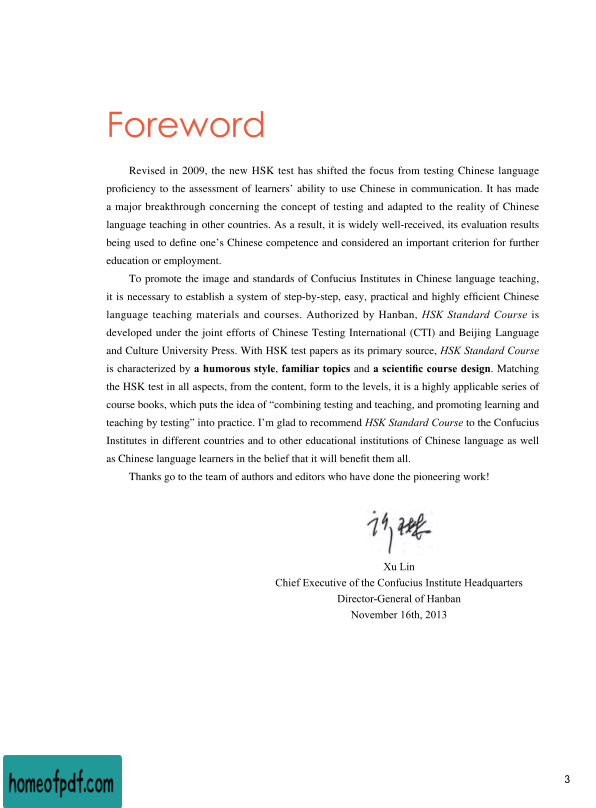 Foreword
Revised in 2009, the new HSK test has shifted the focus from testing Chinese language
proficiency to the assessment of learners’ ability to use Chinese in communication. It has made
a major breakthrough concerning the concept of testing and adapted to the reality of Chinese
language teaching in other countries. As a result, it is widely well-received, its evaluation results
being used to define one’s Chinese competence and considered an important criterion for further
education or employment.
To promote the image and standards of Confucius Institutes in Chinese language teaching,
it is necessary to establish a system of step-by-step, easy, practical and highly efficient Chinese
language teaching materials and courses. Authorized by Hanban, HSK Standard Course is
developed under the joint efforts of Chinese Testing International (CTI) and Beijing Language
and Culture University Press. With HSK test papers as its primary source, HSK Standard Course
is characterized by a humorous style, familiar topics and a scientific course design. Matching
the HSK test in all aspects, from the content, form to the levels, it is a highly applicable series of
course books, which puts the idea of “combining testing and teaching, and promoting learning and
teaching by testing” into practice. I’m glad to recommend HSK Standard Course to the Confucius
Institutes in different countries and to other educational institutions of Chinese language as well
as Chinese language learners in the belief that it will benefit them all.
Thanks go to the team of authors and editors who have done the pioneering work!
许琳
Xu Lin
Chief Executive of the Confucius Institute Headquarters
Director-General of Hanban
November 16th, 2013
homeofpdf.com
3